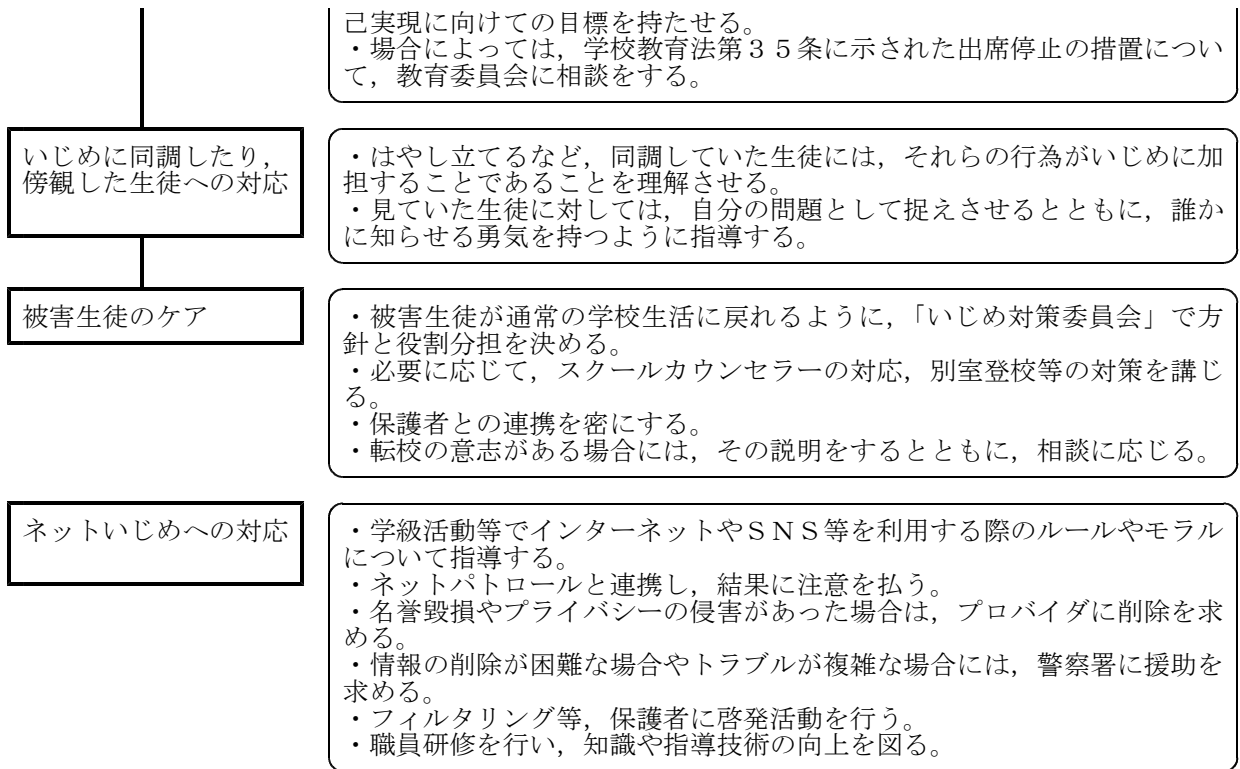 己実現に向けての目標を持たせる。
・場合によっては，学校教育法第３５条に示された出席停止の措置につい
て，教育委員会に相談をする。
いじめに同調したり，
傍観した生徒への対応
・はやし立てるなど，同調していた生徒には，それらの行為がいじめに加
担することであることを理解させる。
・見ていた生徒に対しては，自分の問題として捉えさせるとともに，誰か
に知らせる勇気を持つように指導する。
被害生徒のケア
・被害生徒が通常の学校生活に戻れるように，「いじめ対策委員会」で方
針と役割分担を決める。
・必要に応じて，スクールカウンセラーの対応，別室登校等の対策を講じ
る。
・保護者との連携を密にする。
・転校の意志がある場合には，その説明をするとともに，相談に応じる。
ネットいじめへの対応
・学級活動等でインターネットやＳＮＳ等を利用する際のルールやモラル
について指導する。
・ネットパトロールと連携し，結果に注意を払う。
・名誉毀損やプライバシーの侵害があった場合は，プロバイダに削除を求
める。
・情報の削除が困難な場合やトラブルが複雑な場合には，警察署に援助を
求める。
・フィルタリング等，保護者に啓発活動を行う。
・職員研修を行い，知識や指導技術の向上を図る。